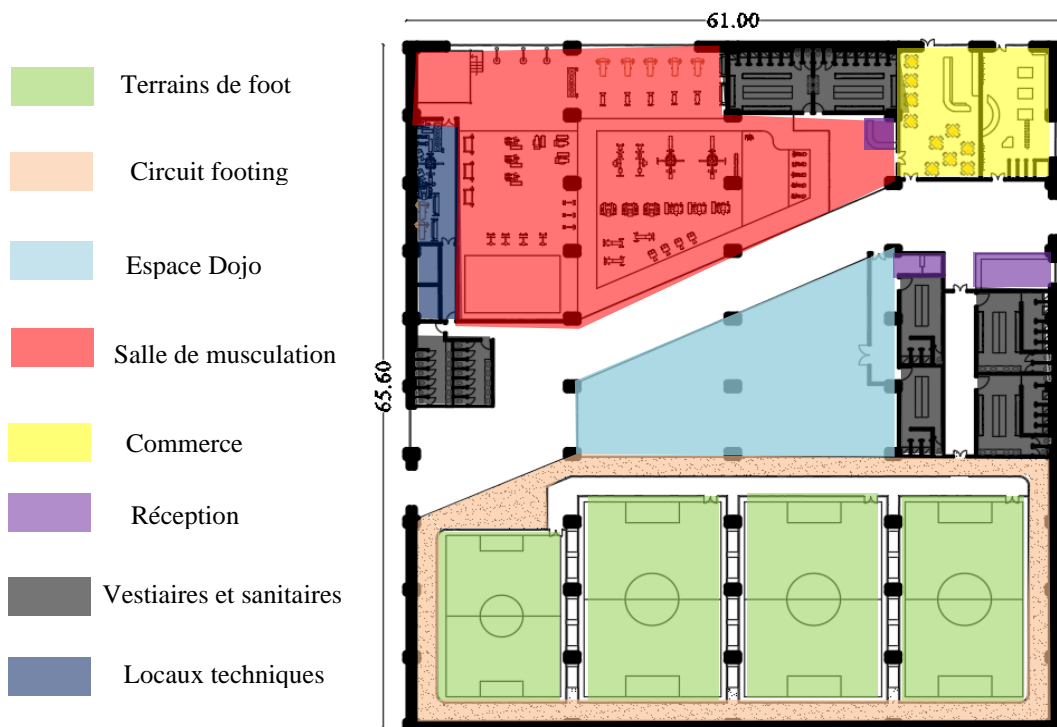 61.00
65.60
Terrains de foot
Circuit footing
Espace Dojo
Salle de musculation
Commerce
Réception
Vestiaires et sanitaires
Locaux techniques